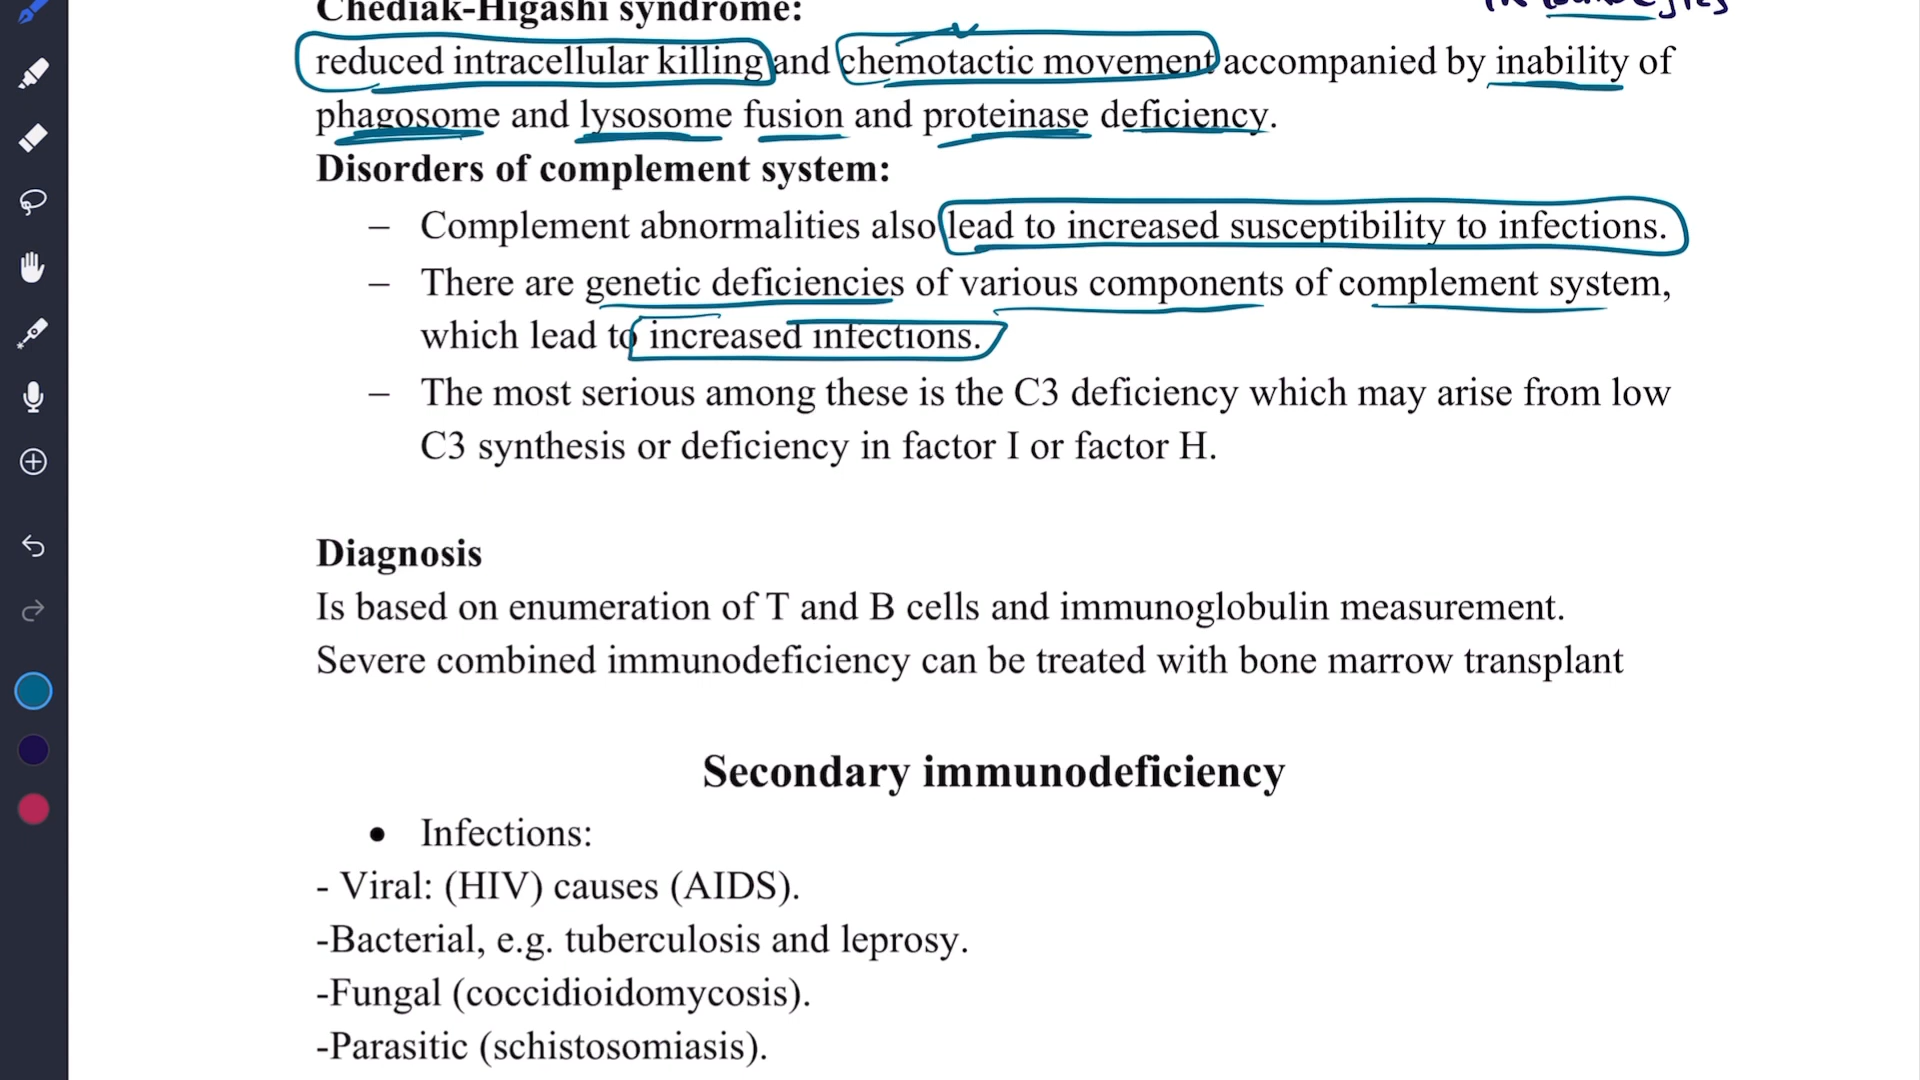 Chediak-Higashi syndrome:
reduced intracellular killing and chemotactic movement accompanied by inability of
phagosome and lysosome fusion and proteinase deficiency.
Disorders of complement system:
– Complement abnormalities also lead to increased susceptibility to infections.
– There are genetic deficiencies of various components of complement system,
which lead to increased infections.
– The most serious among these is the C3 deficiency which may arise from low
C3 synthesis or deficiency in factor I or factor H.
Diagnosis
Is based on enumeration of T and B cells and immunoglobulin measurement.
Severe combined immunodeficiency can be treated with bone marrow transplant
Secondary immunodeficiency
• Infections:
- Viral: (HIV) causes (AIDS).
-Bacterial, e.g. tuberculosis and leprosy.
-Fungal (coccidioidomycosis).
-Parasitic (schistosomiasis).